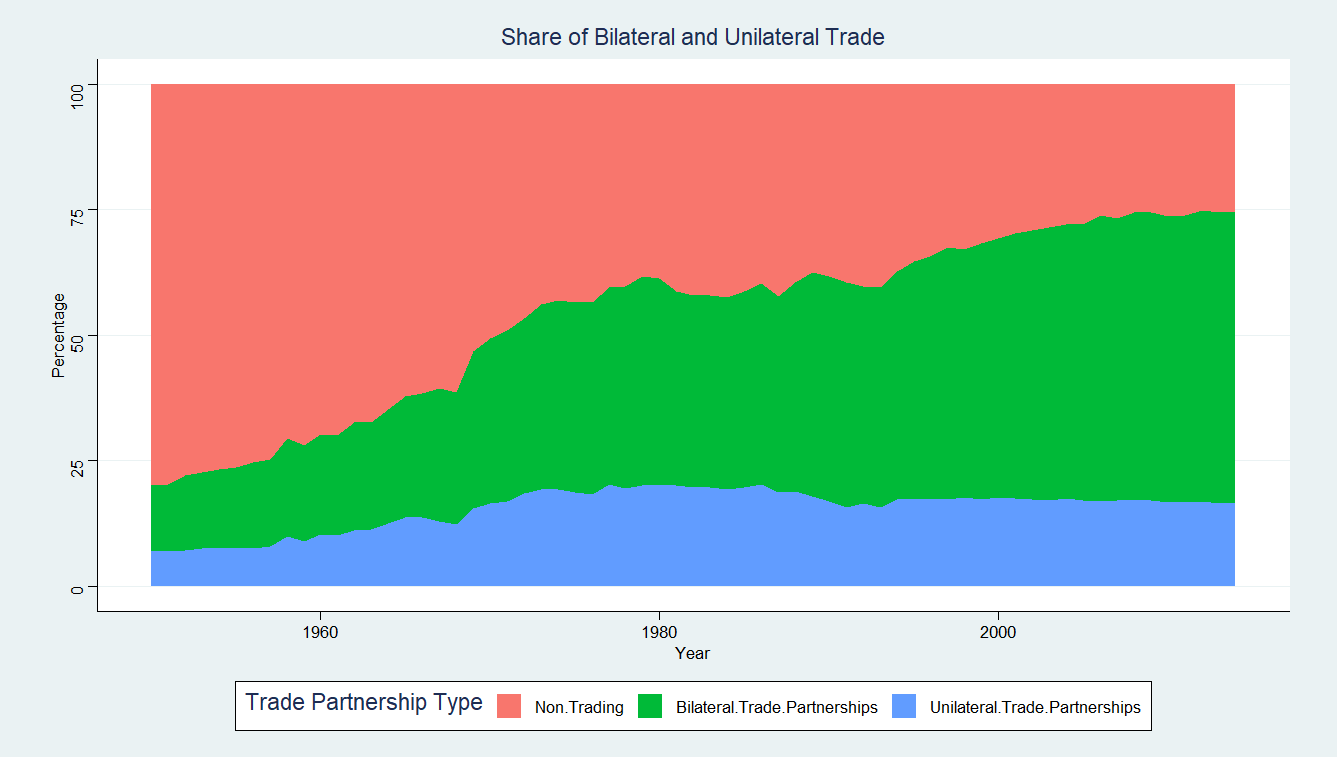 Share of Bilateral and Unilateral Trade
100
75
50
25
0
Percentage
1960 1980 2000
Year
Trade Partnership Type Non.Trading Bilateral.Trade.Partnerships Unilateral.Trade.Partnerships